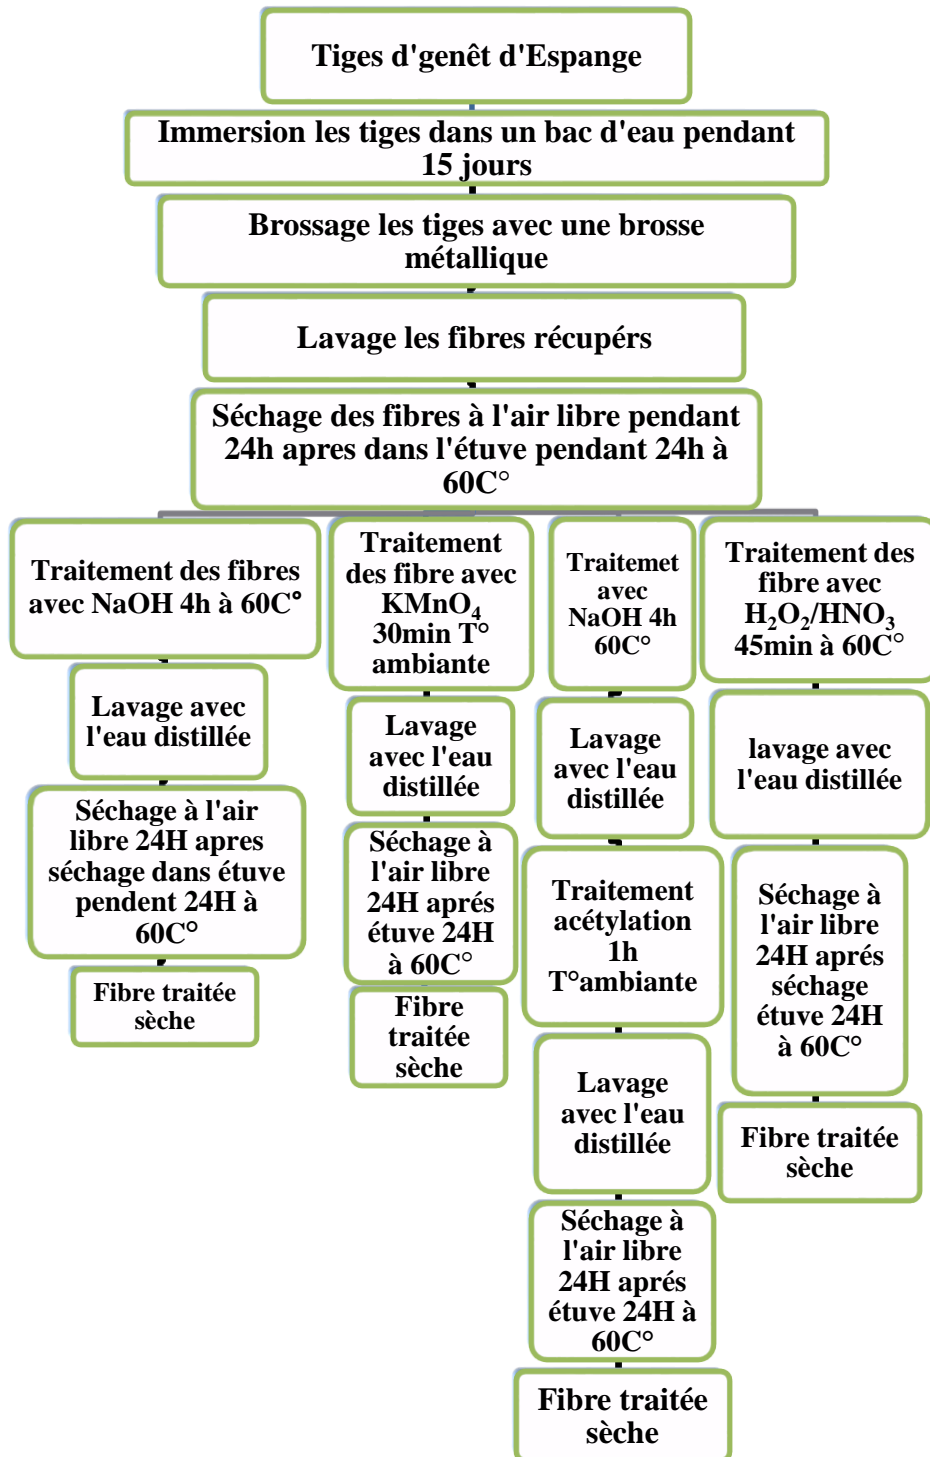 Tiges d'genêt d'Espange
Immersion les tiges dans un bac d'eau pendant
15 jours
Brossage les tiges avec une brosse
métallique
Lavage les fibres récupérs
Séchage des fibres à l'air libre pendant
24h apres dans l'étuve pendant 24h à
60C°
Traitement des fibres
avec NaOH 4h à 60C°
Lavage avec
l'eau distillée
Séchage à l'air
libre 24H apres
séchage dans étuve
pendent 24H à
60C°
Fibre traitée
sèche
Traitement
des fibre avec
KMnO₄
30min T°
ambiante
Lavage
avec l'eau
distillée
Séchage à
l'air libre
24H aprés
étuve 24H
à 60C°
Fibre
traitée
sèche
Traitemet
avec
NaOH 4h
60C°
Lavage
avec l'eau
distillée
Traitement
acétylation
1h
T°ambiante
Lavage
avec l'eau
distillée
Séchage à
l'air libre
24H aprés
étuve 24H à
60C°
Fibre traitée
sèche
Traitement des
fibre avec
H₂O₂/HNO₃
45min à 60C°
lavage avec
l'eau distillée
Séchage à
l'air libre
24H aprés
séchage
étuve 24H
à 60C°
Fibre traitée
sèche